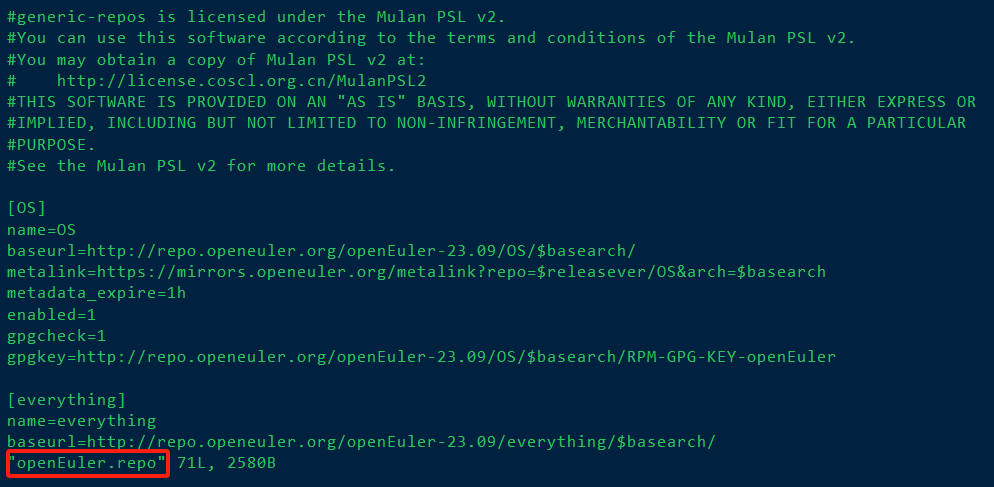 #generic-repos is licensed under the Mulan PSL v2.
#You can use this software according to the terms and conditions of the Mulan PSL v2.
#You may obtain a copy of Mulan PSL v2 at:
#    http://license.coscl.org.cn/MulanPSL2
#THIS SOFTWARE IS PROVIDED ON AN "AS IS" BASIS, WITHOUT WARRANTIES OF ANY KIND, EITHER EXPRESS OR
#IMPLIED, INCLUDING BUT NOT LIMITED TO NON-INFRINGEMENT, MERCHANTABILITY OR FIT FOR A PARTICULAR
#PURPOSE.
#See the Mulan PSL v2 for more details.

[OS]
name=OS
baseurl=http://repo.openeuler.org/openEuler-23.09/OS/$basearch/
metalink=https://mirrors.openeuler.org/metalink?repo=$releasever/OS&arch=$basearch
metadata_expire=1h
enabled=1
gpgcheck=1
gpgkey=http://repo.openeuler.org/openEuler-23.09/OS/$basearch/RPM-GPG-KEY-openEuler

[everything]
name=everything
baseurl=http://repo.openeuler.org/openEuler-23.09/everything/$basearch/
"openEuler.repo" 71L, 2580B